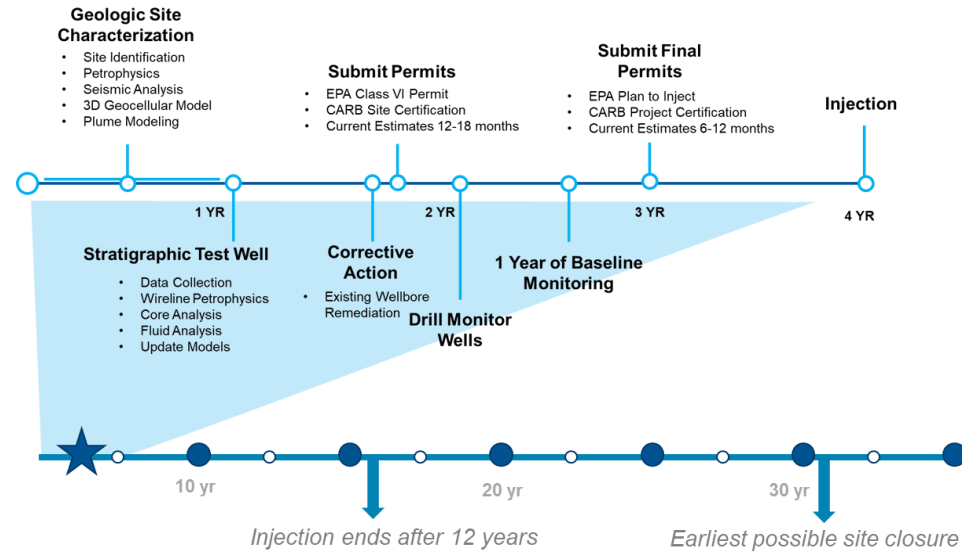 Geologic Site
Characterization
• Site Identification
• Petrophysics
• Seismic Analysis
• 3D Geocellular Model
• Plume Modeling
Submit Permits
• EPA Class VI Permit
• CARB Site Certification
• Current Estimates 12-18 months
Submit Final
Permits
• EPA Plan to Inject
• CARB Project Certification
• Current Estimates 6-12 months
Injection
1 YR
2 YR
3 YR
4 YR
Stratigraphic Test Well
• Data Collection
• Wireline Petrophysics
• Core Analysis
• Fluid Analysis
• Update Models
Corrective
Action
• Existing Wellbore
Remediation
Drill Monitor
Wells
1 Year of Baseline
Monitoring
10 yr
20 yr
30 yr
Injection ends after 12 years
Earliest possible site closure